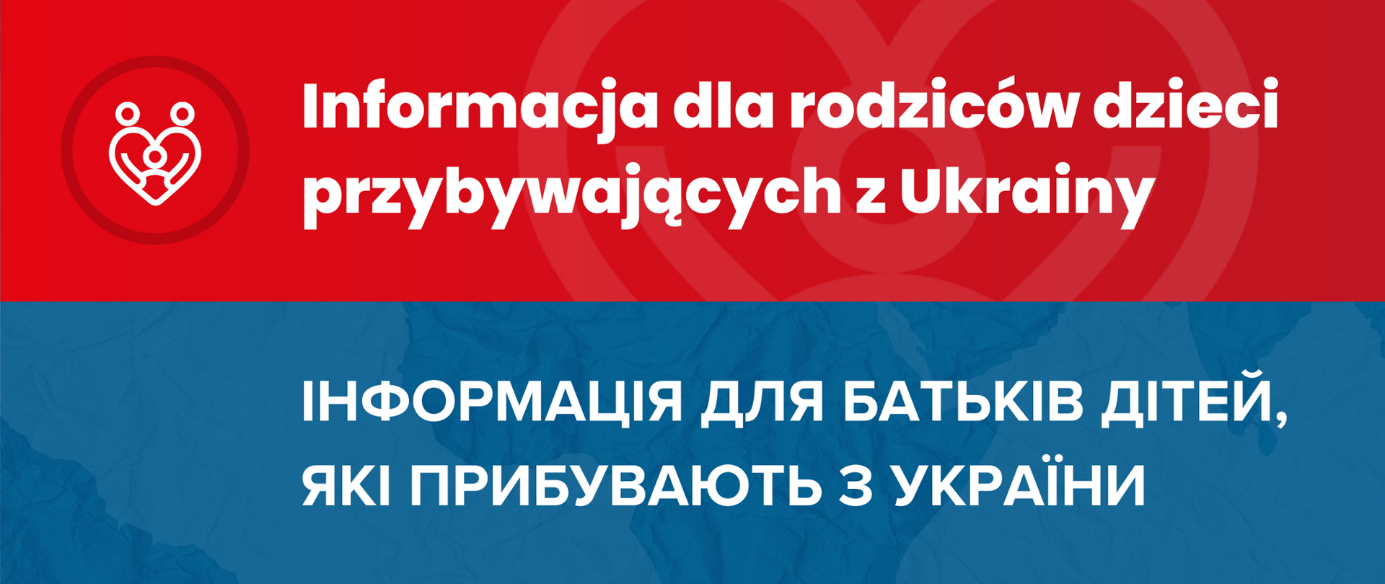 Informacja dla rodziców dzieci
przybywających z Ukrainy
ІНФОРМАЦІЯ ДЛЯ БАТЬКІВ ДІТЕЙ,
ЯКІ ПРИБУВАЮТЬ З УКРАЇНИ